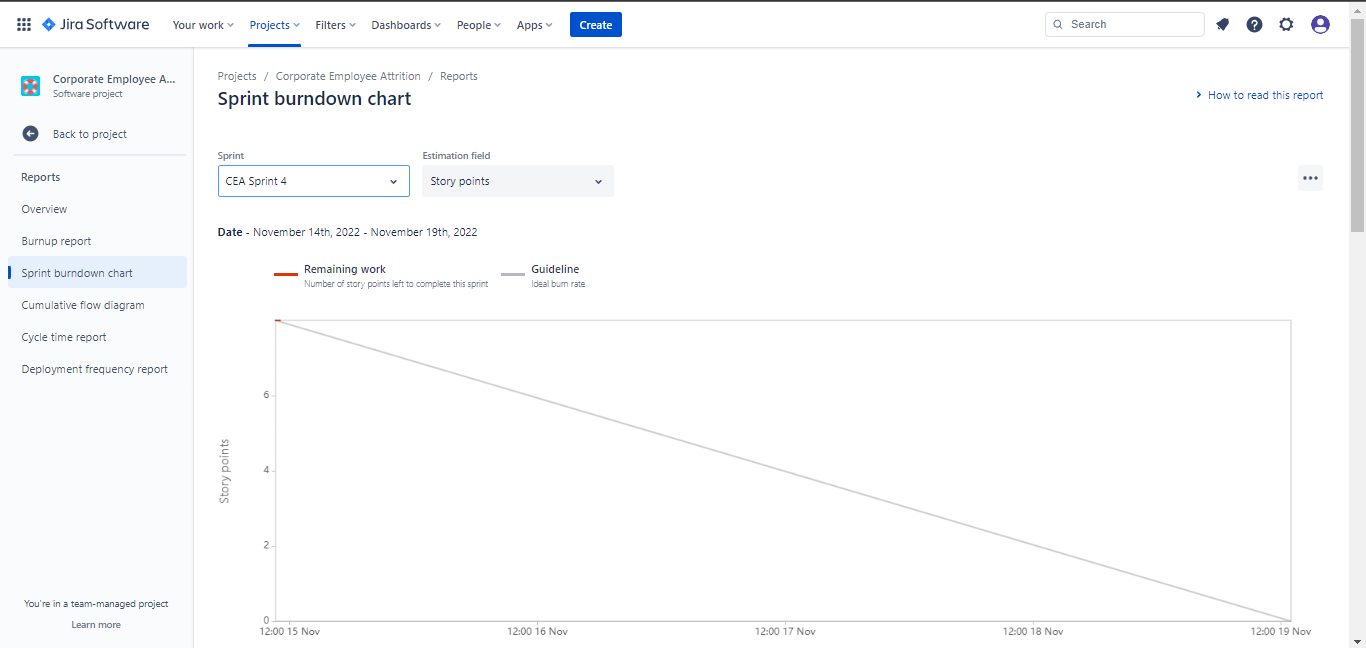 Jira Software Your work Projects Filters Dashboards People Apps Create Search
Corporate Employee A...
Software project
Back to project
Reports
Overview
Burnup report
Sprint burndown chart
Cumulative flow diagram
Cycle time report
Deployment frequency report
You're in a team-managed project
Learn more
Projects / Corporate Employee Attrition / Reports
Sprint burndown chart
How to read this report
Sprint Estimation field
CEA Sprint 4 Story points
Date - November 14th, 2022 - November 19th, 2022
Remaining work Guideline
Number of story points left to complete this sprint Ideal burn rate
Story points
6
4
2
0
12:00 15 Nov 12:00 16 Nov 12:00 17 Nov 12:00 18 Nov 12:00 19 Nov